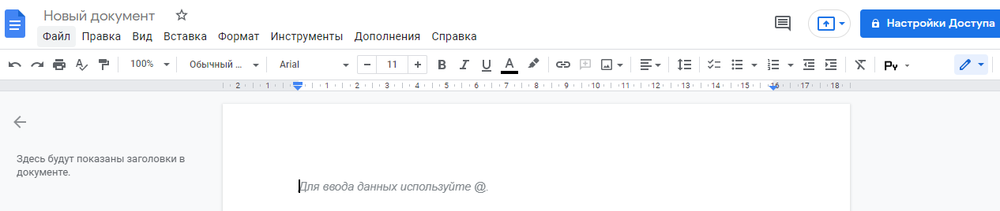 Новый документ
Настройки Доступа
Файл Правка Вид Вставка Формат Инструменты Дополнения Справка
100% Обычный ... Arial − 11 + B I U A Ру
2 1 1 2 3 4 5 6 7 8 9 10 11 12 13 14 15 16 17 18
Здесь будут показаны заголовки в
документе.
Для ввода данных используйте @.